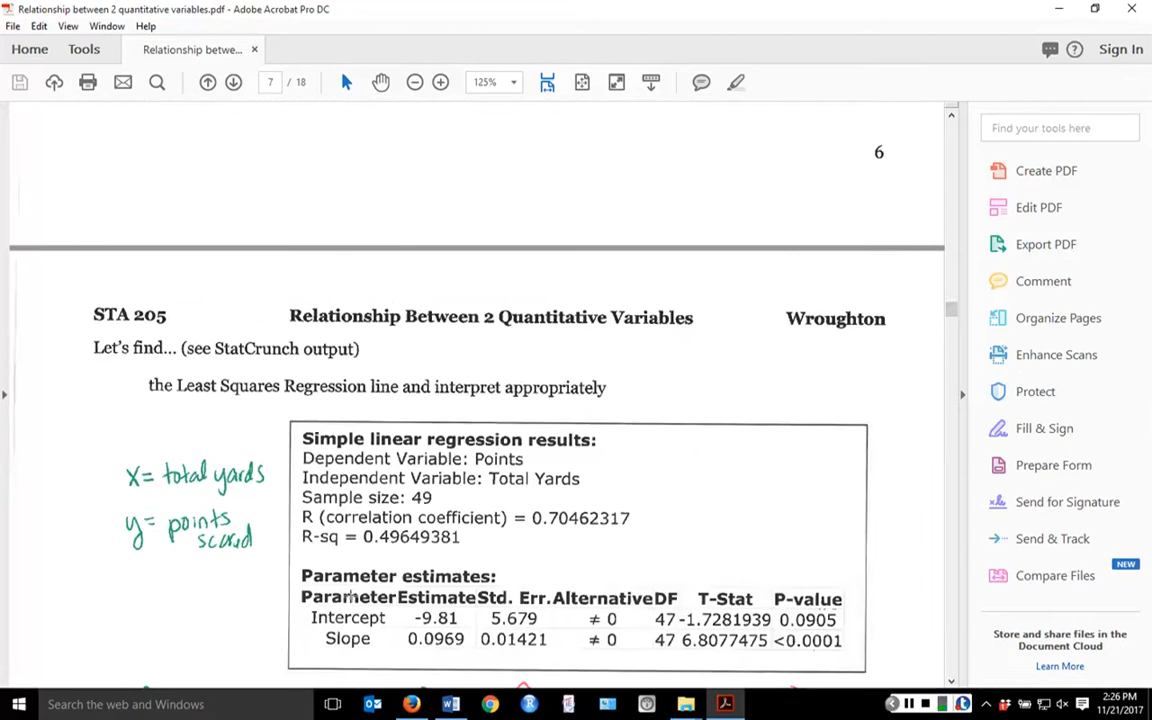 Relationship between 2 quantitative variables.pdf - Adobe Acrobat Pro DC
File Edit View Window Help
Home Tools Relationship betwe... × Sign In
7 / 18 125%
6
Find your tools here
Create PDF
Edit PDF
Export PDF
Comment
Organize Pages
Enhance Scans
Protect
Fill & Sign
Prepare Form
Send for Signature
Send & Track
Compare Files NEW
Store and share files in the
Document Cloud
Learn More
STA 205 Relationship Between 2 Quantitative Variables Wroughton
Let's find... (see StatCrunch output)
the Least Squares Regression line and interpret appropriately
x = total yards
y = points
scored
Simple linear regression results:
Dependent Variable: Points
Independent Variable: Total Yards
Sample size: 49
R (correlation coefficient) = 0.70462317
R-sq = 0.49649381
Parameter estimates:
Parameter Estimate Std. Err. Alternative DF T-Stat P-value
Intercept -9.81 5.679 ≠ 0 47 -1.7281939 0.0905
Slope 0.0969 0.01421 ≠ 0 47 6.8077475 <0.0001
Search the web and Windows
2:26 PM
11/21/2017